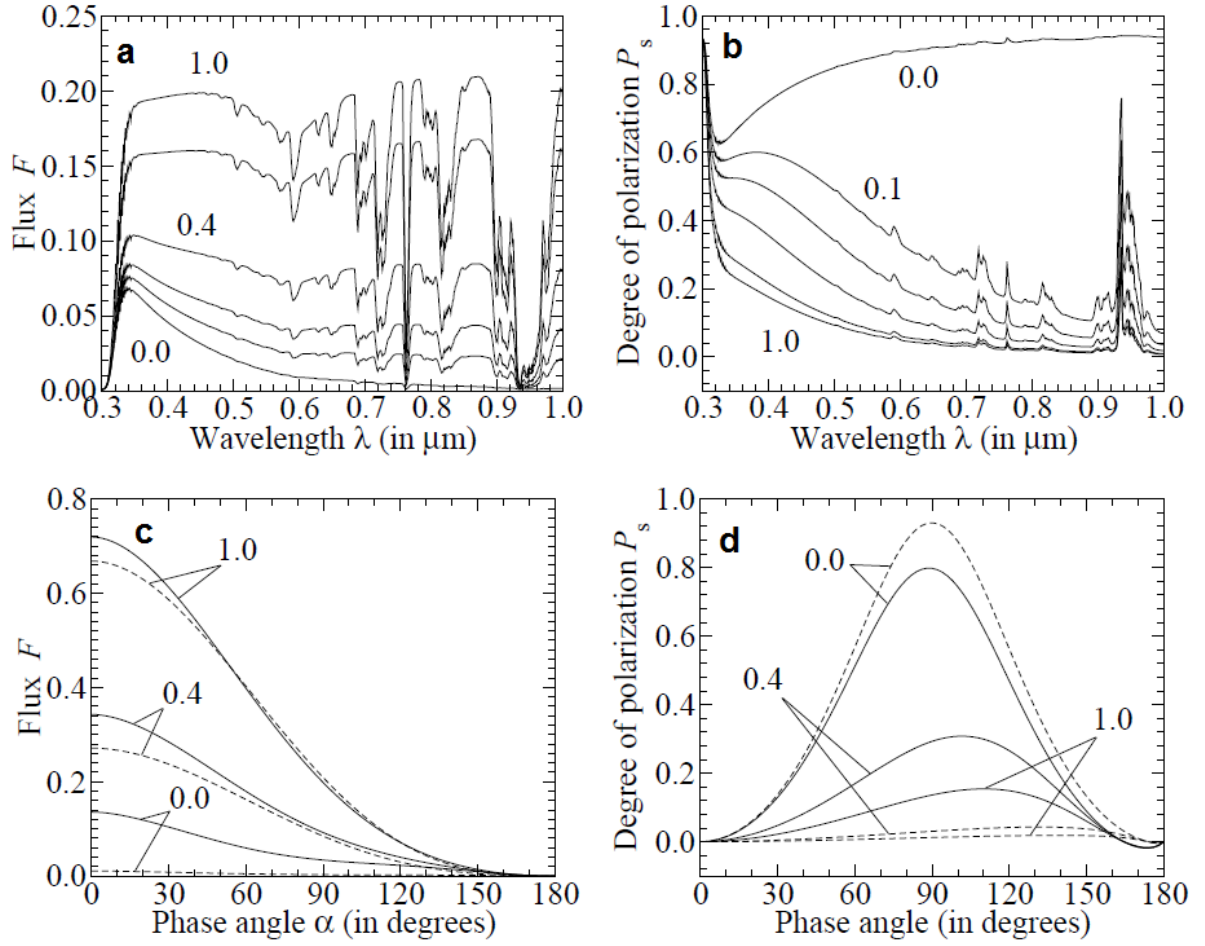 a
1.0
0.4
0.0
0.25
0.20
0.15
0.10
0.05
0.00
Flux F
0.3 0.4 0.5 0.6 0.7 0.8 0.9 1.0
Wavelength λ (in μm)
b
0.0
0.1
1.0
1.0
0.8
0.6
0.4
0.2
0.0
Degree of polarization Ps
0.3 0.4 0.5 0.6 0.7 0.8 0.9 1.0
Wavelength λ (in μm)
c
1.0
0.4
0.0
0.8
0.6
0.4
0.2
0.0
Flux F
0 30 60 90 120 150 180
Phase angle α (in degrees)
d
0.0
0.4
1.0
1.0
0.8
0.6
0.4
0.2
0.0
Degree of polarization Ps
0 30 60 90 120 150 180
Phase angle (in degrees)